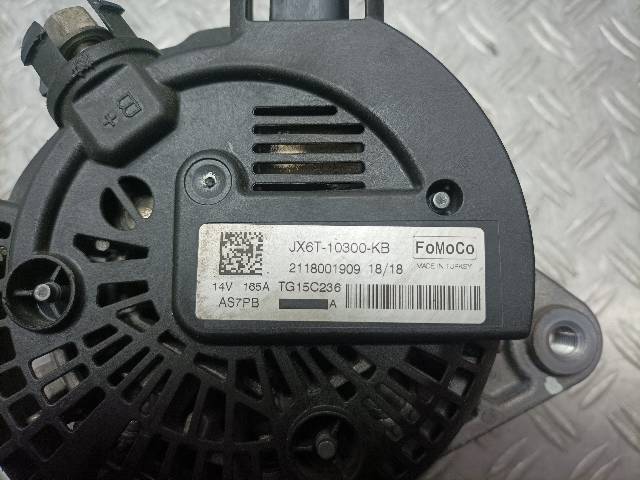 B+
JX6T-10300-KB
FoMoCo
2118001909 18/18
MADE IN TURKEY
14V 165A TG15C236
AS7PB A